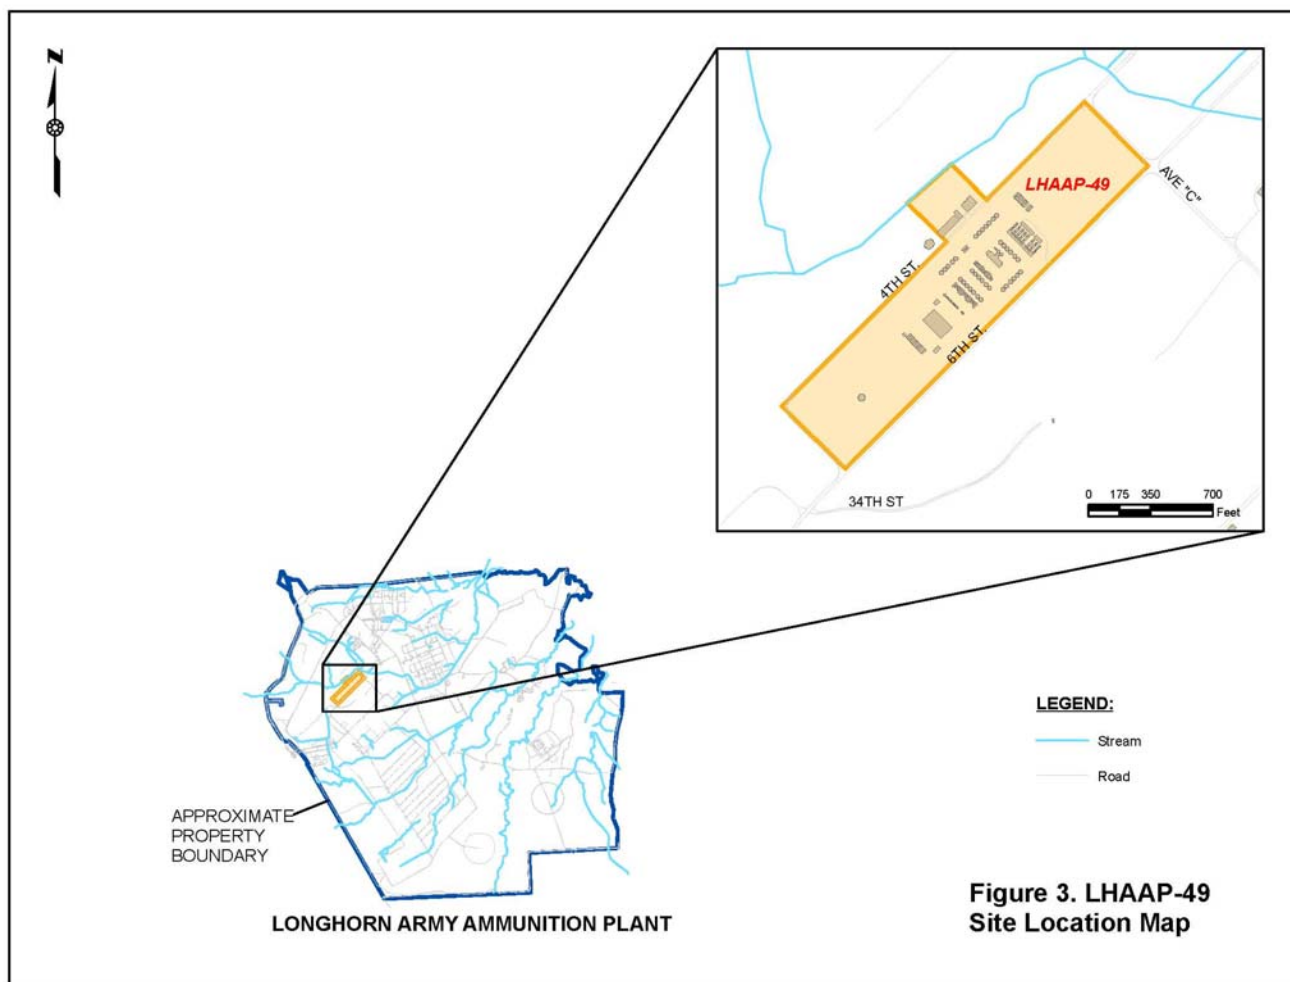 N
LHAAP-49
AVE "C"
4TH ST.
6TH ST.
34TH ST
0 175 350 700
Feet
LEGEND:
Stream
Road
APPROXIMATE
PROPERTY
BOUNDARY
LONGHORN ARMY AMMUNITION PLANT
Figure 3. LHAAP-49
Site Location Map